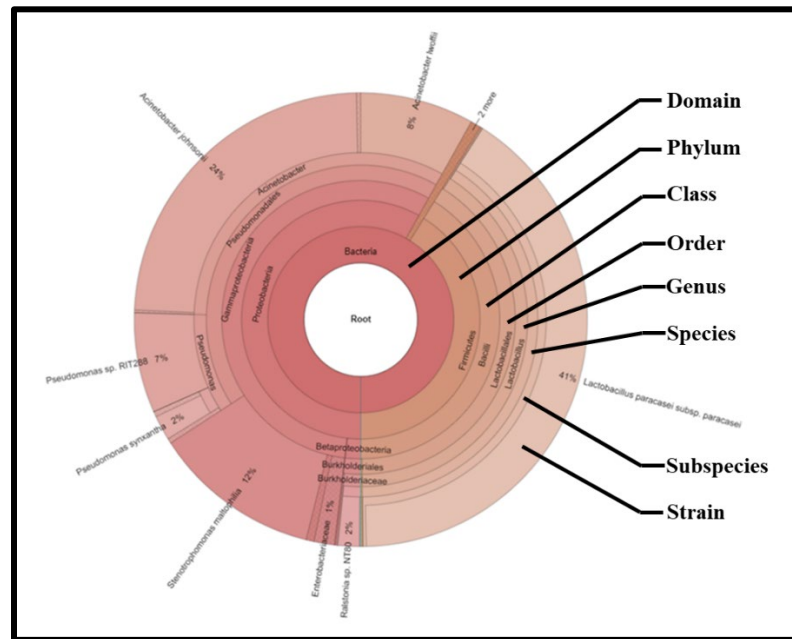 Domain
Phylum
Class
Order
Genus
Species
Subspecies
Strain
Root
Bacteria
Proteobacteria
Gammaproteobacteria
Pseudomonadales
Acinetobacter
Acinetobacter johnsonii 24%
8% Acinetobacter lwoffii
2 more
Firmicutes
Bacilli
Lactobacillales
Lactobacillus
41% Lactobacillus paracasei subsp. paracasei
Pseudomonas
Pseudomonas sp. RIT288 7%
Pseudomonas synxantha 2%
Stenotrophomonas maltophilia 12%
Enterobacteriaceae 1%
Ralstonia sp. NT80 2%
Betaproteobacteria
Burkholderiales
Burkholderiaceae